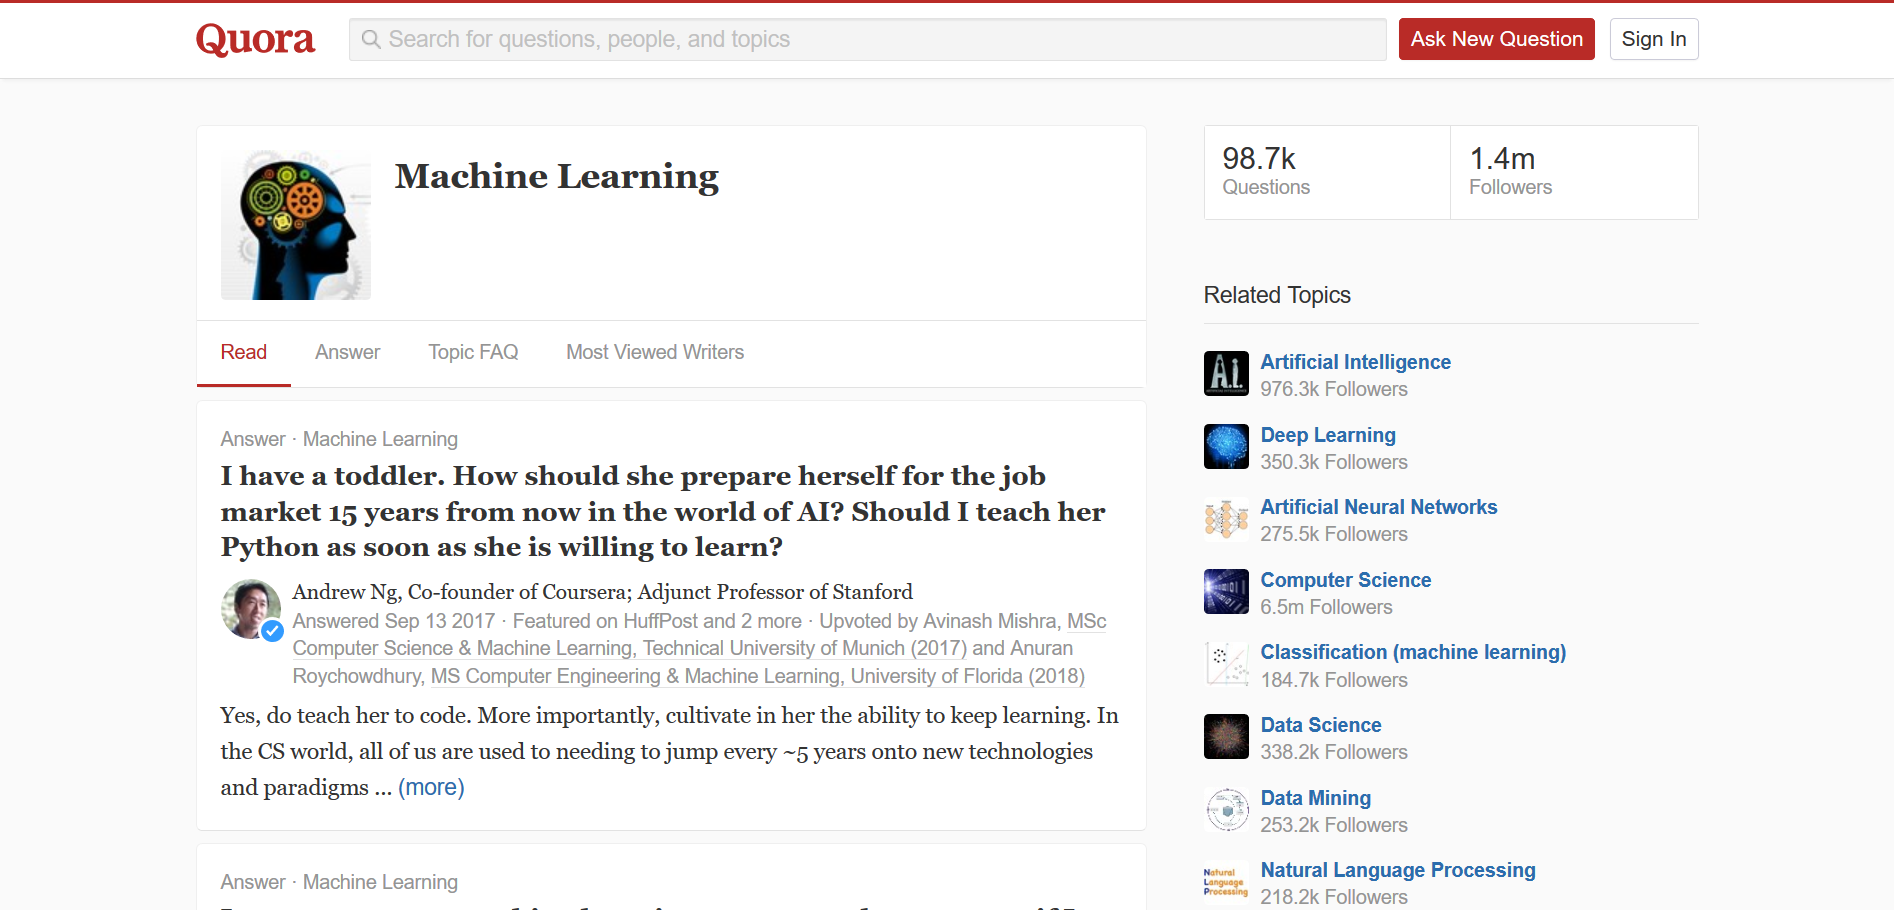 Quora
Search for questions, people, and topics
Ask New Question
Sign In
Machine Learning
Read
Answer
Topic FAQ
Most Viewed Writers
Answer · Machine Learning
I have a toddler. How should she prepare herself for the job
market 15 years from now in the world of AI? Should I teach her
Python as soon as she is willing to learn?
Andrew Ng, Co-founder of Coursera; Adjunct Professor of Stanford
Answered Sep 13 2017 · Featured on HuffPost and 2 more · Upvoted by Avinash Mishra, MSc
Computer Science & Machine Learning, Technical University of Munich (2017) and Anuran
Roychowdhury, MS Computer Engineering & Machine Learning, University of Florida (2018)
Yes, do teach her to code. More importantly, cultivate in her the ability to keep learning. In
the CS world, all of us are used to needing to jump every ~5 years onto new technologies
and paradigms ... (more)
Answer · Machine Learning
98.7k
Questions
1.4m
Followers
Related Topics
A.I.
Artificial Intelligence
976.3k Followers
Deep Learning
350.3k Followers
Artificial Neural Networks
275.5k Followers
Computer Science
6.5m Followers
Classification (machine learning)
184.7k Followers
Data Science
338.2k Followers
Data Mining
253.2k Followers
Natural
Language
Processing
Natural Language Processing
218.2k Followers